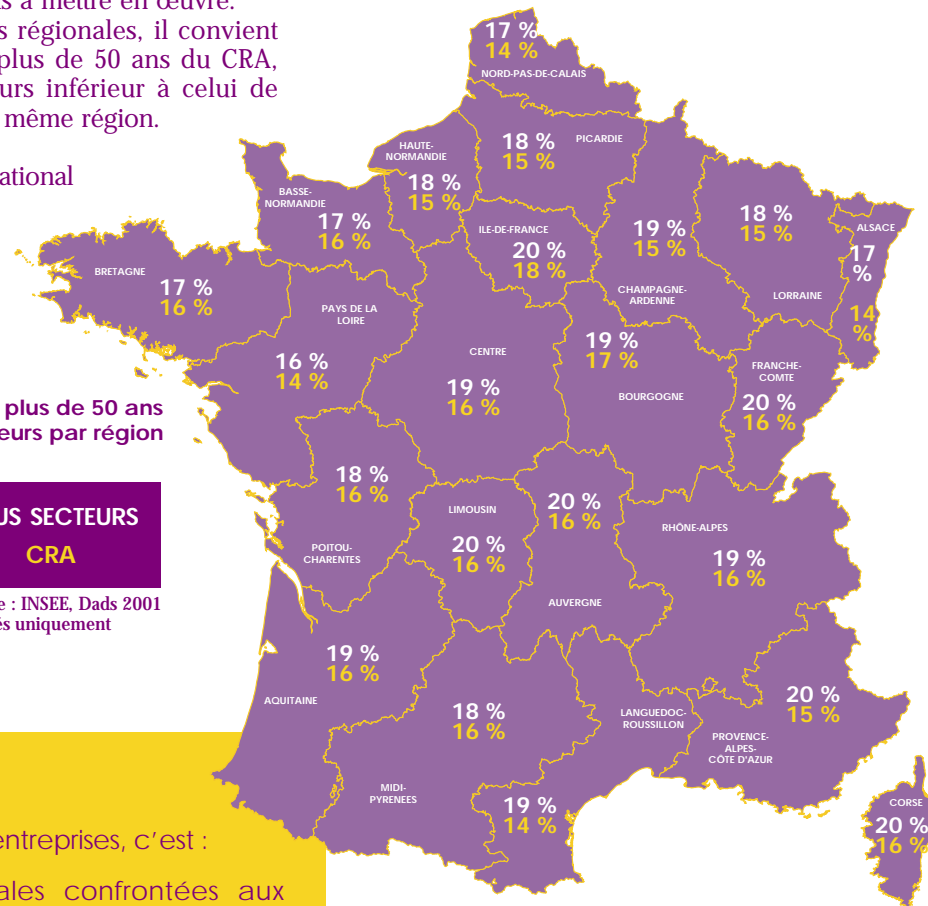 s à mettre en œuvre.
s régionales, il convient
plus de 50 ans du CRA,
urs inférieur à celui de
même région.
ational
plus de 50 ans
eurs par région
US SECTEURS
CRA
e : INSEE, Dads 2001
és uniquement
entreprises, c'est :
ales confrontées aux
17 %
14 %
NORD-PAS-DE-CALAIS
18 %
15 %
PICARDIE
HAUTE-
NORMANDIE
18 %
15 %
BASSE-
NORMANDIE
17 %
16 %
ILE-DE-FRANCE
20 %
18 %
19 %
15 %
CHAMPAGNE-
ARDENNE
18 %
15 %
LORRAINE
ALSACE
17
%
14
%
BRETAGNE
17 %
16 %
PAYS DE LA
LOIRE
16 %
14 %
CENTRE
19 %
16 %
19 %
17 %
BOURGOGNE
FRANCHE-
COMTE
20 %
16 %
18 %
16 %
POITOU-
CHARENTES
LIMOUSIN
20 %
16 %
20 %
16 %
AUVERGNE
RHÔNE-ALPES
19 %
16 %
19 %
16 %
AQUITAINE
18 %
16 %
MIDI-
PYRENEES
LANGUEDOC-
ROUSSILLON
19 %
14 %
20 %
15 %
PROVENCE-
ALPES-
CÔTE D'AZUR
CORSE
20 %
16 %